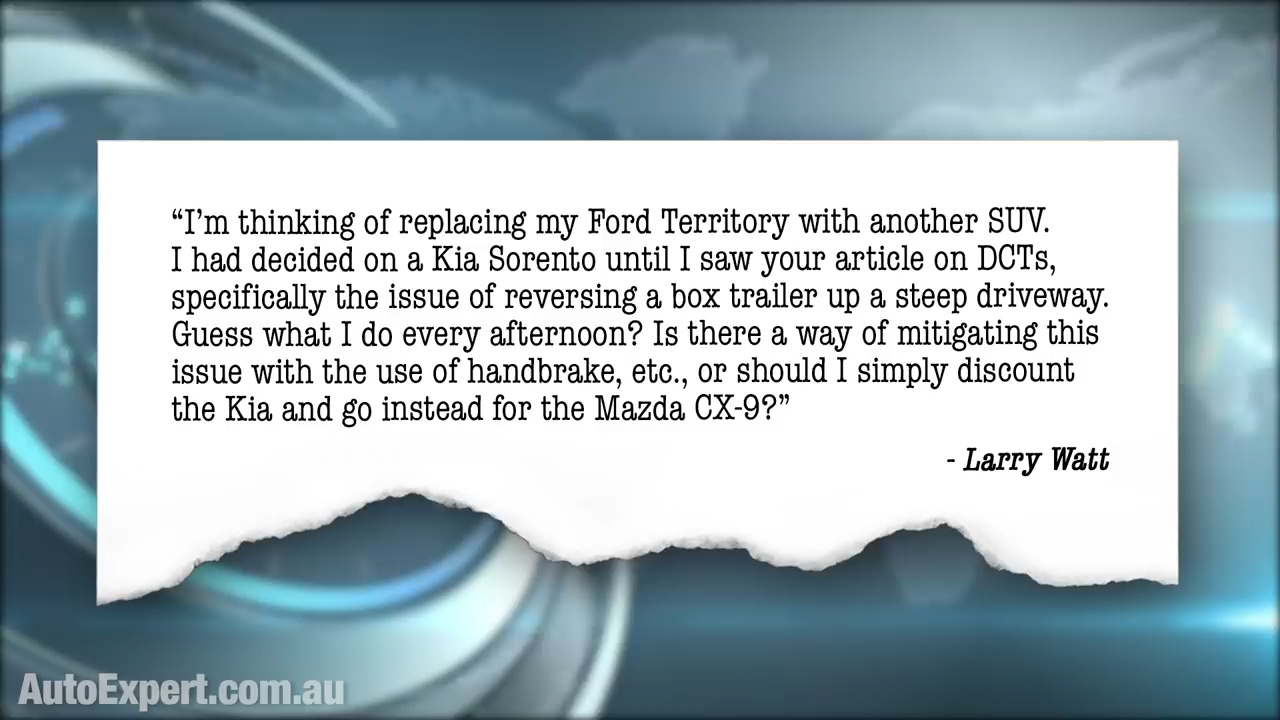 “I’m thinking of replacing my Ford Territory with another SUV.
I had decided on a Kia Sorento until I saw your article on DCTs,
specifically the issue of reversing a box trailer up a steep driveway.
Guess what I do every afternoon? Is there a way of mitigating this
issue with the use of handbrake, etc., or should I simply discount
the Kia and go instead for the Mazda CX-9?”
- Larry Watt
AutoExpert.com.au